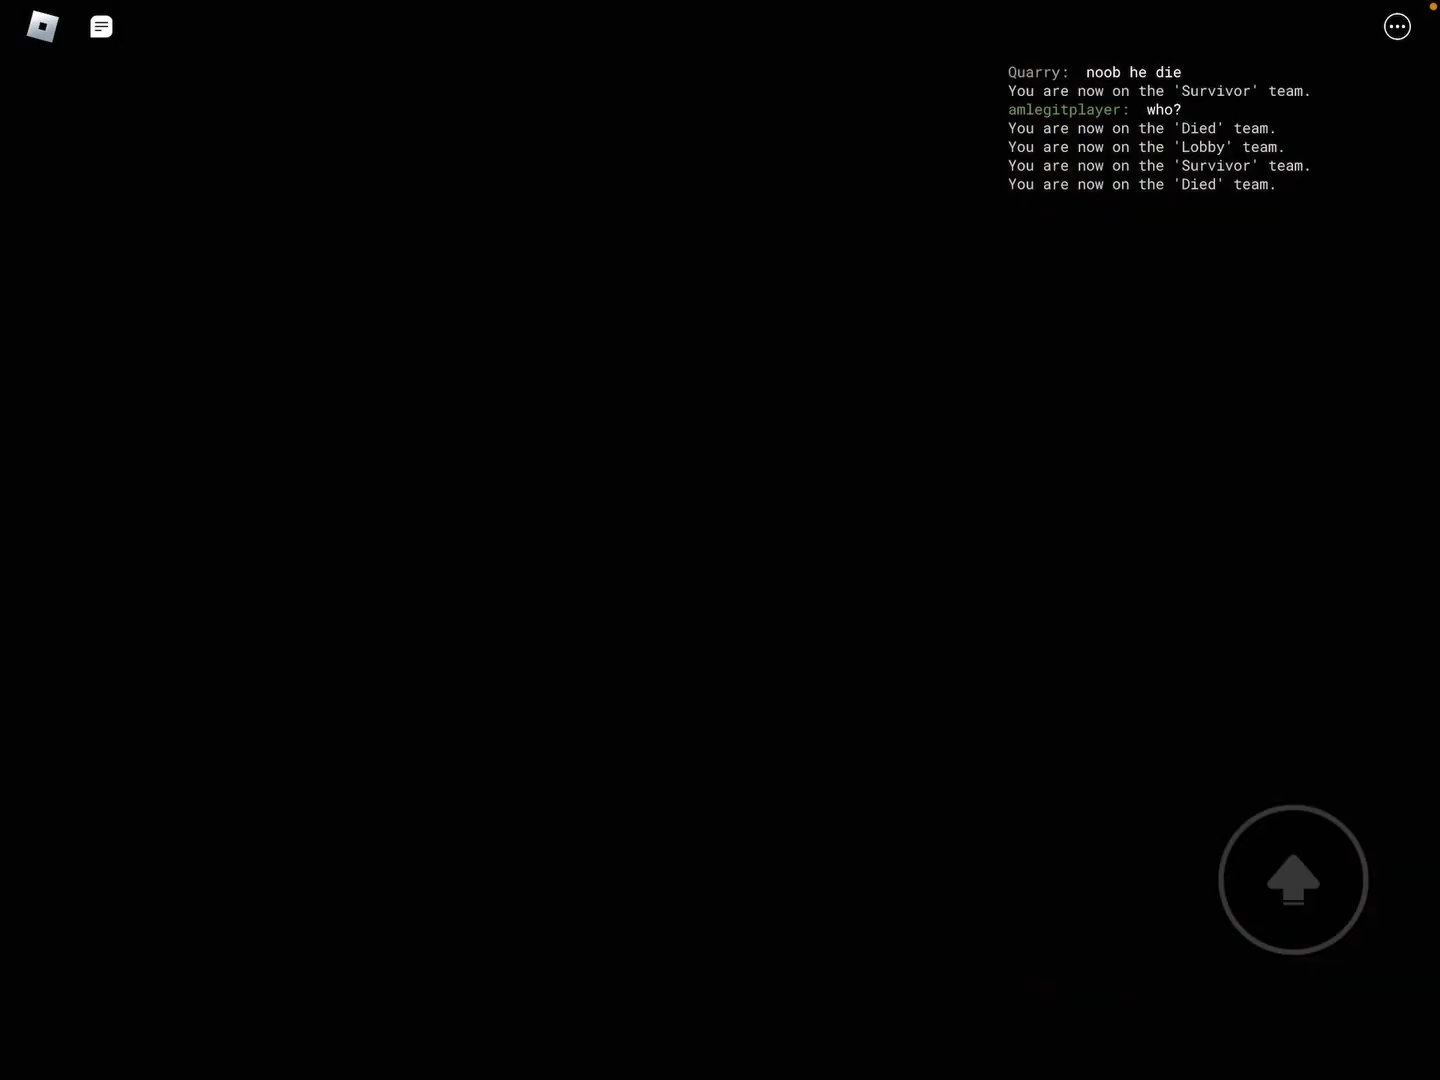 Quarry: noob he die
You are now on the 'Survivor' team.
amlegitplayer: who?
You are now on the 'Died' team.
You are now on the 'Lobby' team.
You are now on the 'Survivor' team.
You are now on the 'Died' team.